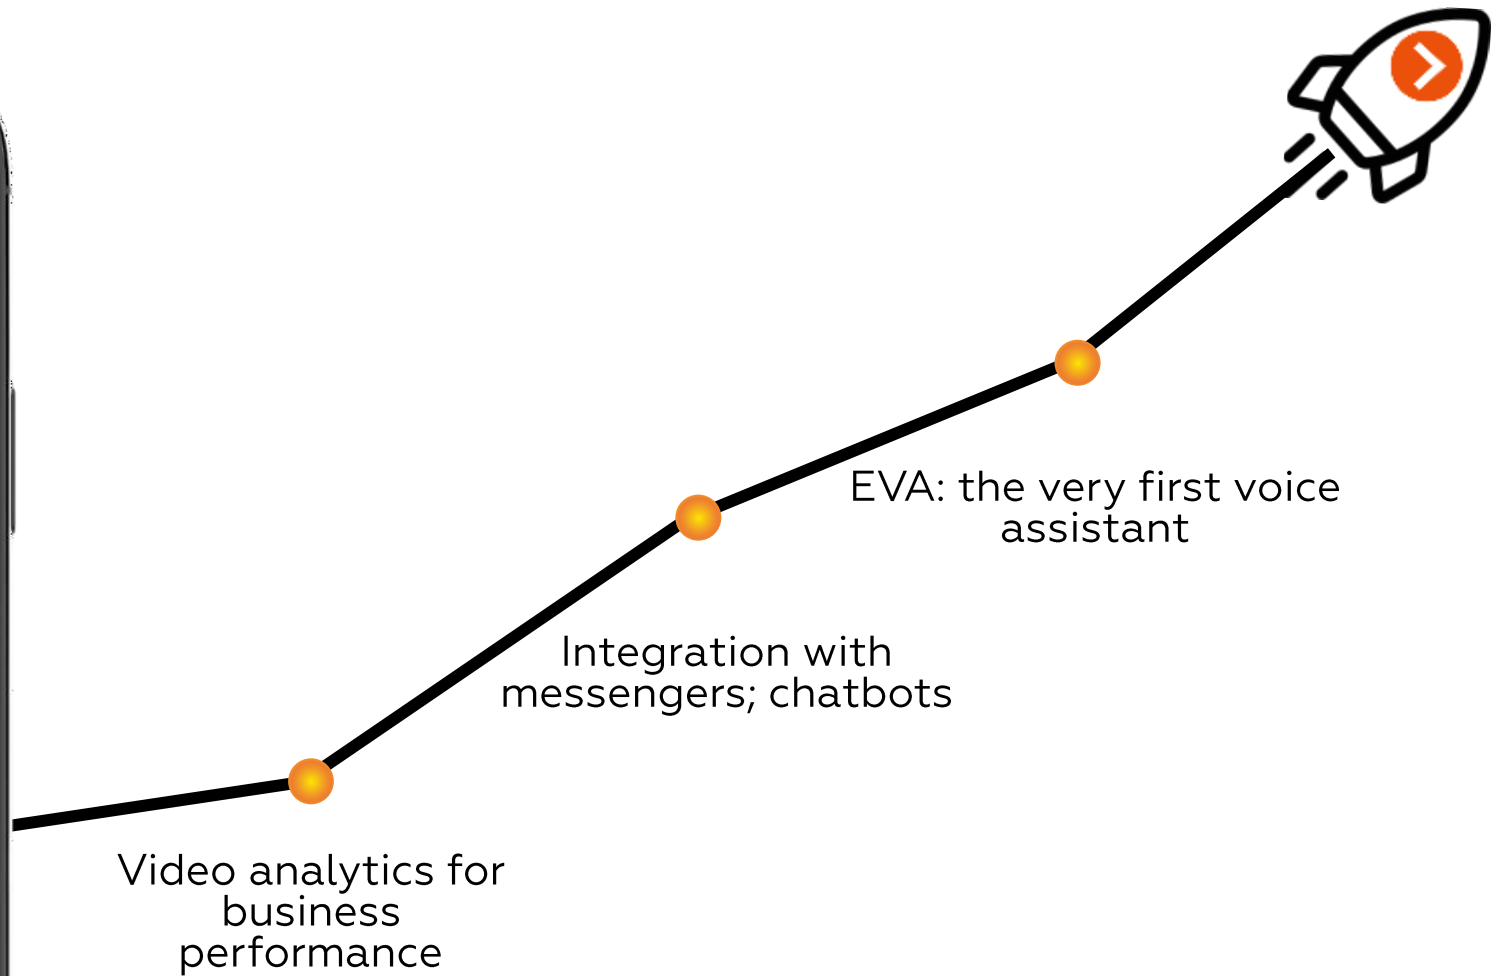 EVA: the very first voice
assistant
Integration with
messengers; chatbots
Video analytics for
business
performance